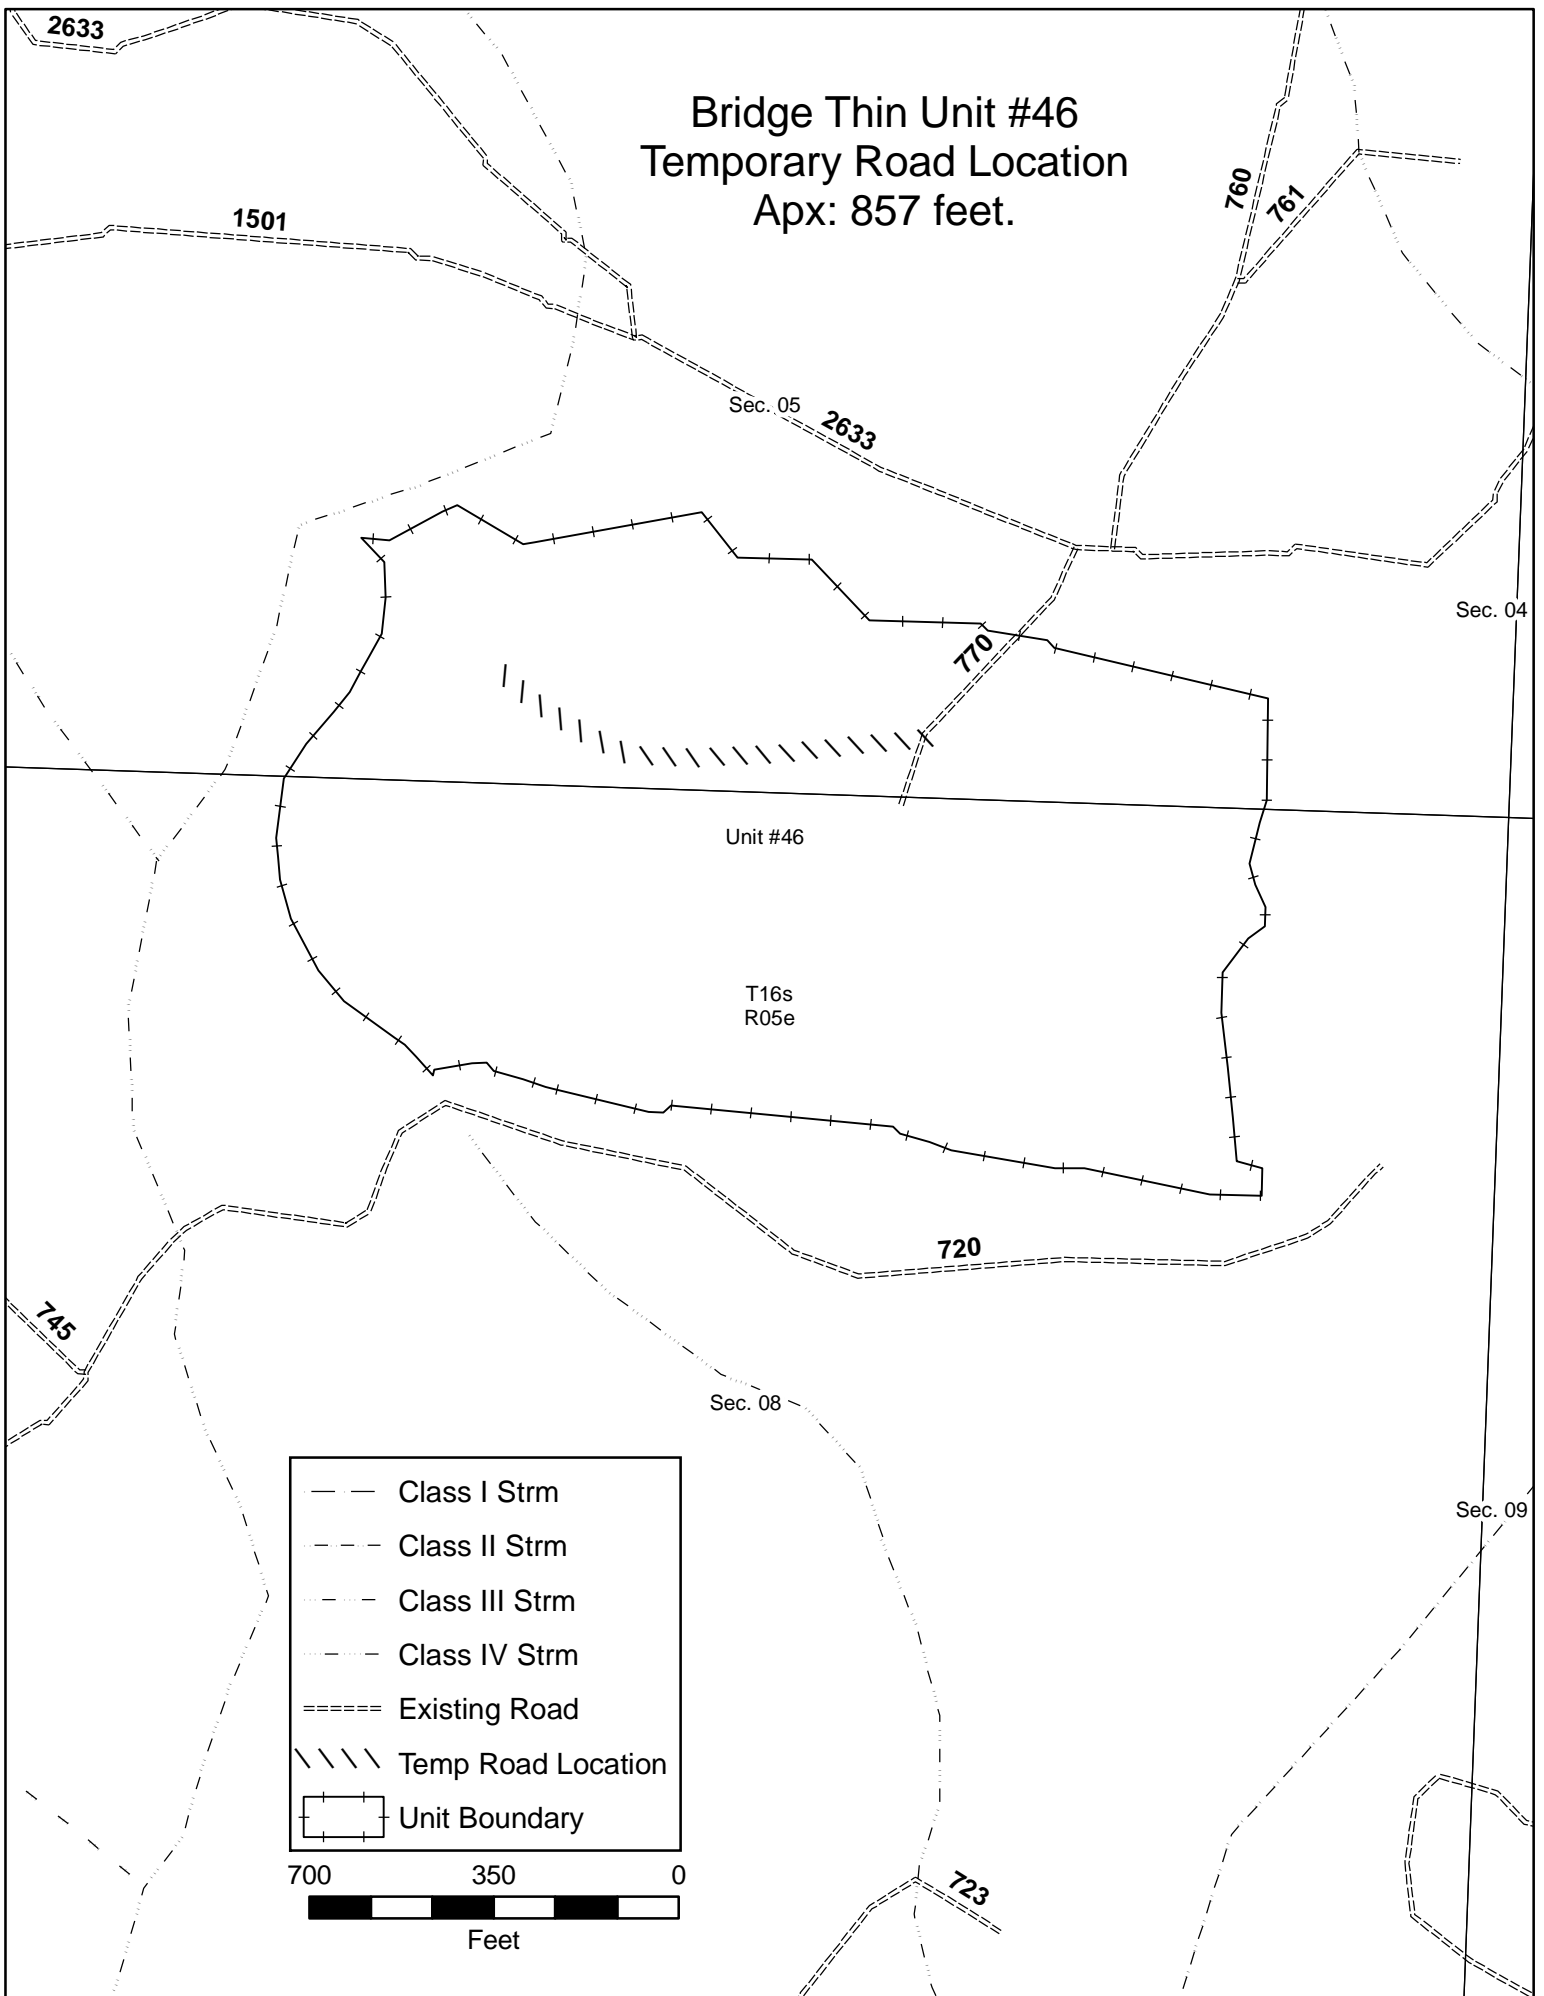 2633
Bridge Thin Unit #46
Temporary Road Location
Apx: 857 feet.
760
761
1501
Sec. 05
2633
Sec. 04
770
Unit #46
T16s
R05e
720
745
Sec. 08
Sec. 09
Class I Strm
Class II Strm
Class III Strm
Class IV Strm
Existing Road
Temp Road Location
Unit Boundary
700 350 0
Feet
723